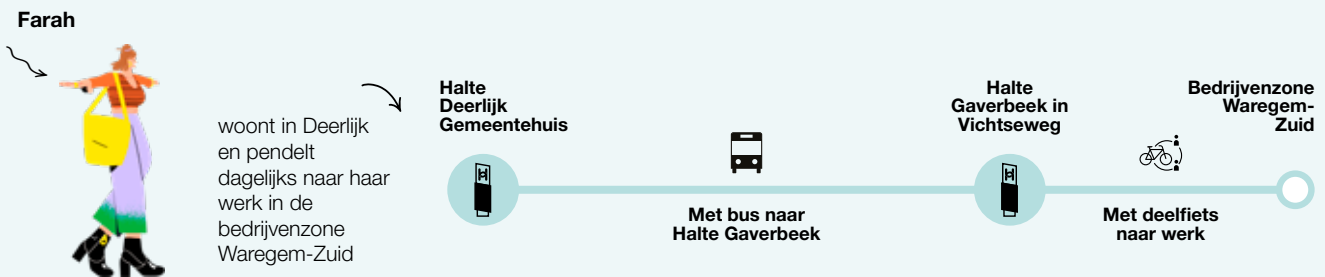 Farah
woont in Deerlijk
en pendelt
dagelijks naar haar
werk in de
bedrijvenzone
Waregem-Zuid
Halte
Deerlijk
Gemeentehuis
Met bus naar
Halte Gaverbeek
Halte
Gaverbeek in
Vichtseweg
Met deelfiets
naar werk
Bedrijvenzone
Waregem-
Zuid